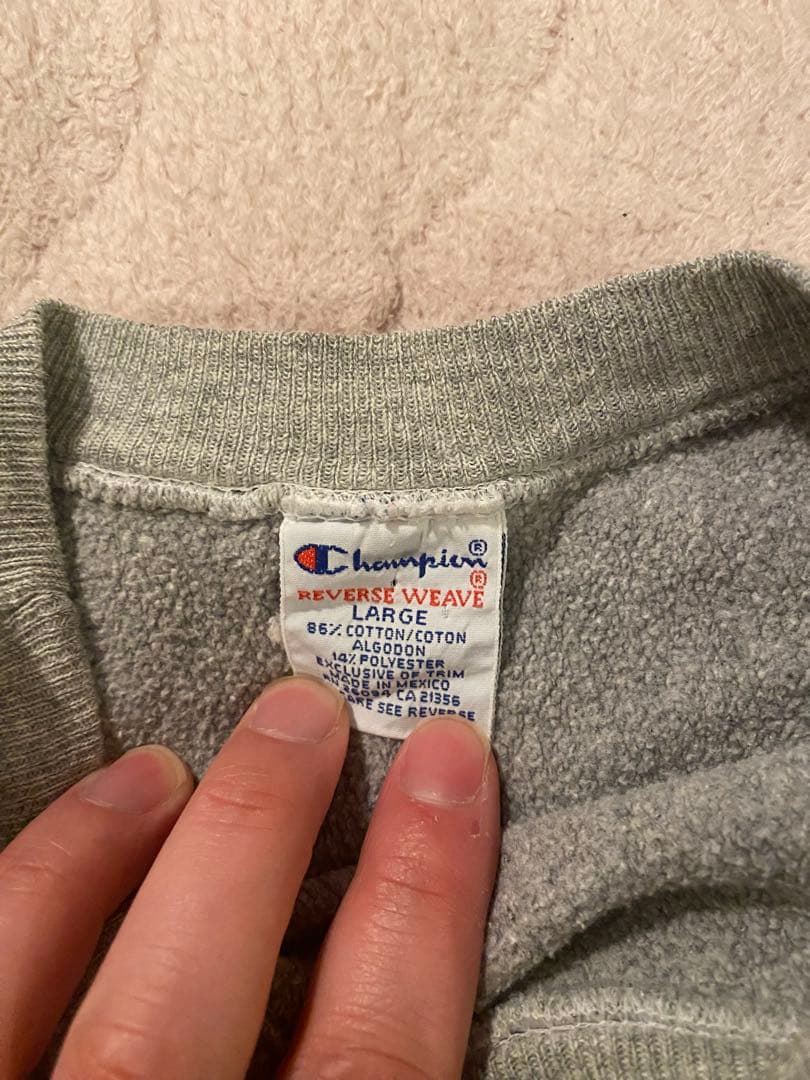 Champion®
REVERSE WEAVE®
LARGE
86% COTTON/COTON
ALGODON
14% POLYESTER
EXCLUSIVE OF TRIM
MADE IN MEXICO
26094 CA 21356
SEE REVERSE